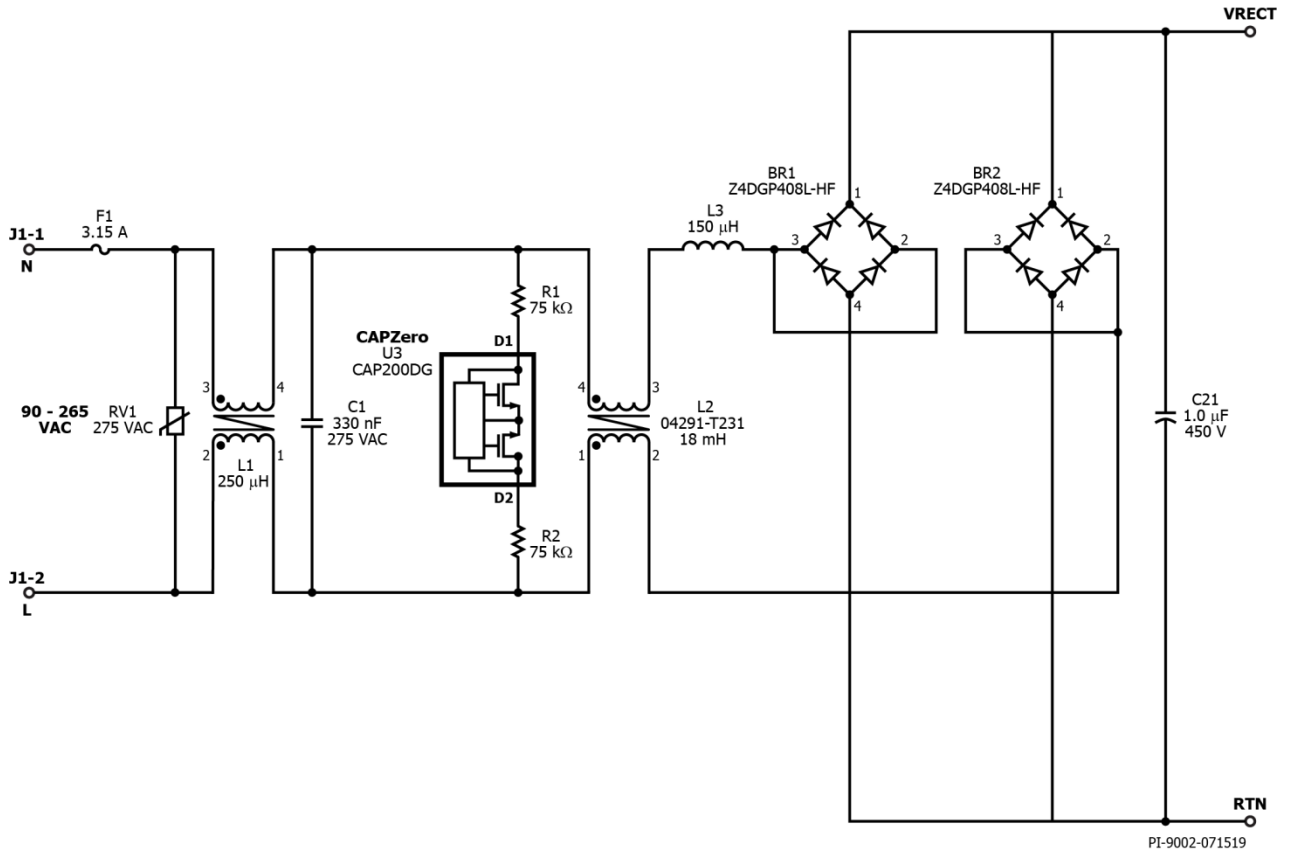 VRECT
BR1
Z4DGP408L-HF
BR2
Z4DGP408L-HF
1
1
L3
150 μH
3
2
3
2
4
4
F1
3.15 A
J1-1
N
R1
75 kΩ
CAPZero
U3
CAP200DG
D1
3
4
4
3
90 - 265
VAC
RV1
275 VAC
C1
330 nF
275 VAC
L2
04291-T231
18 mH
C21
1.0 μF
450 V
2
1
1
2
L1
250 μH
D2
R2
75 kΩ
J1-2
L
RTN
PI-9002-071519